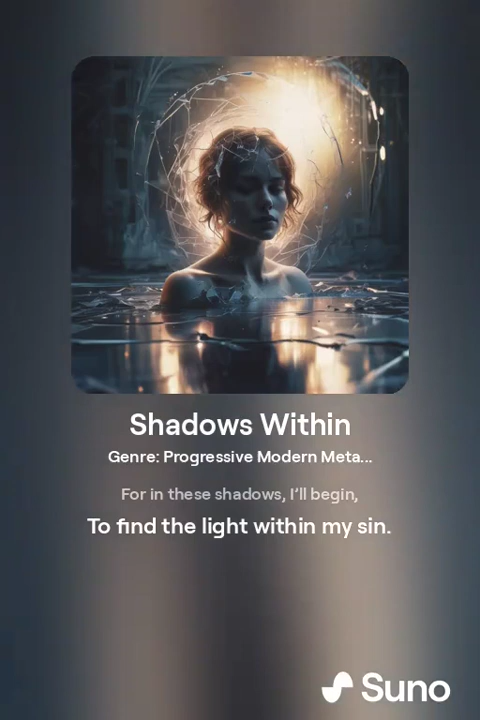 Shadows Within
Genre: Progressive Modern Meta...
For in these shadows, I'll begin,
To find the light within my sin.
Suno